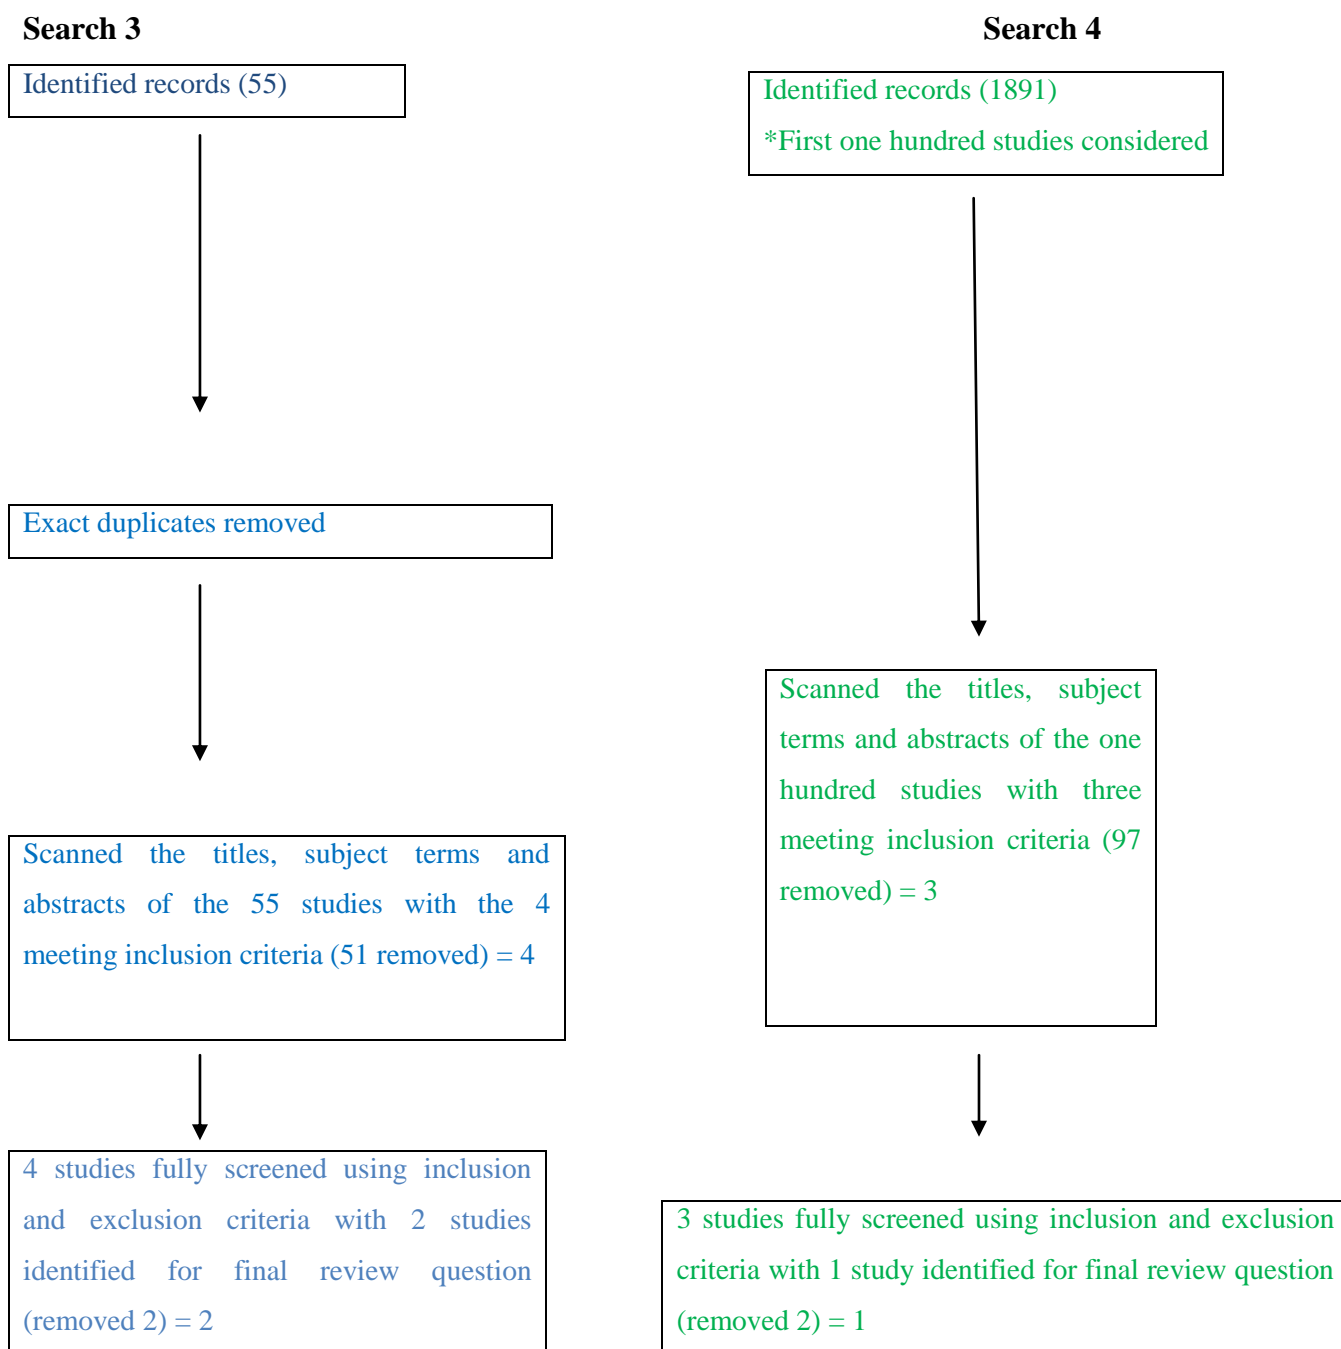 Search 3
Identified records (55)
Exact duplicates removed
Scanned the titles, subject terms and
abstracts of the 55 studies with the 4
meeting inclusion criteria (51 removed) = 4
4 studies fully screened using inclusion
and exclusion criteria with 2 studies
identified for final review question
(removed 2) = 2
Search 4
Identified records (1891)
*First one hundred studies considered
Scanned the titles, subject
terms and abstracts of the one
hundred studies with three
meeting inclusion criteria (97
removed) = 3
3 studies fully screened using inclusion and exclusion
criteria with 1 study identified for final review question
(removed 2) = 1